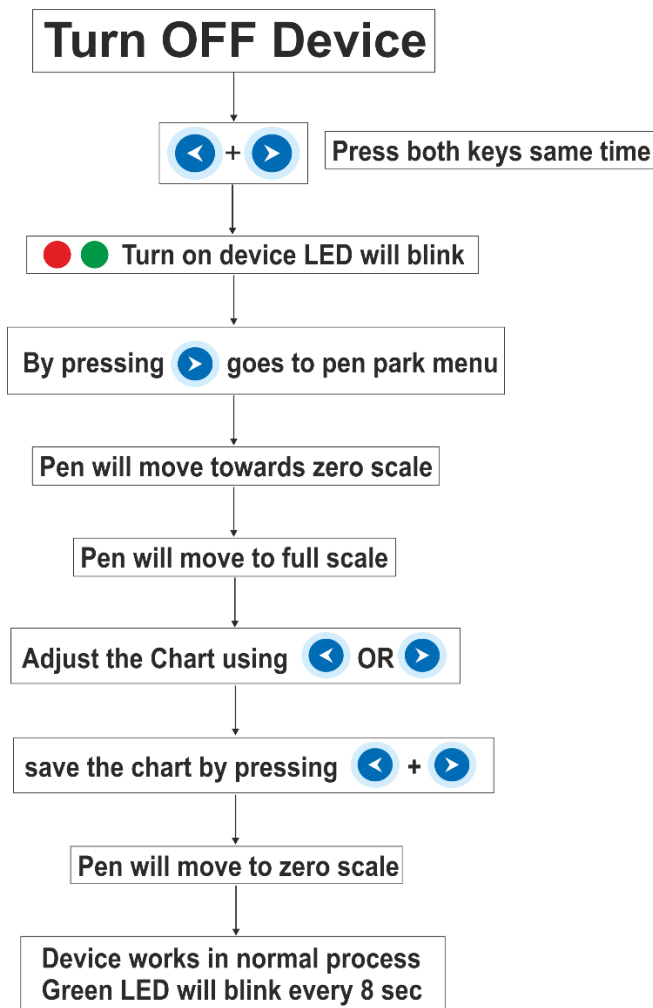 Turn OFF Device
+
Press both keys same time
Turn on device LED will blink
By pressing goes to pen park menu
Pen will move towards zero scale
Pen will move to full scale
Adjust the Chart using OR
save the chart by pressing +
Pen will move to zero scale
Device works in normal process
Green LED will blink every 8 sec